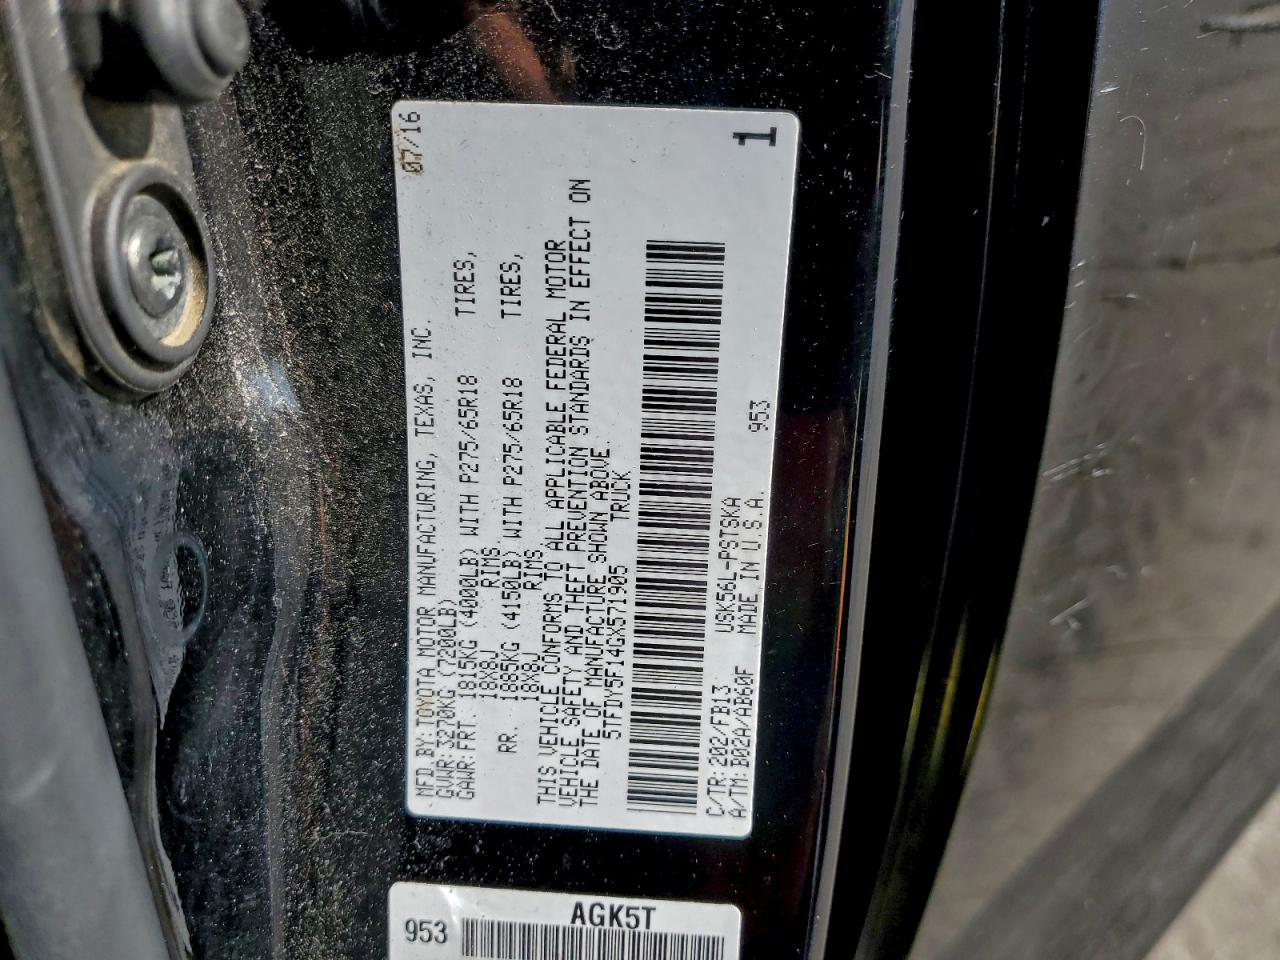 07/16
MFD.BY:TOYOTA MOTOR MANUFACTURING, TEXAS, INC.
GVWR:3270KG(7200LB)
GAWR:FRT. 1815KG (4000LB) WITH P275/65R18 TIRES,
18X8J RIMS
RR. 1885KG (4150LB) WITH P275/65R18 TIRES,
18X8J RIMS
THIS VEHICLE CONFORMS TO ALL APPLICABLE FEDERAL MOTOR
VEHICLE SAFETY AND THEFT PREVENTION STANDARDS IN EFFECT ON
THE DATE OF MANUFACTURE SHOWN ABOVE.
5TFDY5F14GX571905 TRUCK
C/TR:202/FB13 USK56L-PSTSKA 953
A/TM:B02A/AB60F MADE IN U.S.A.
1
AGK5T
953